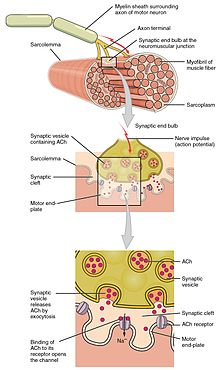 Myelin sheath surrounding
axon of motor neuron
Axon terminal
Synaptic end bulb at the
neuromuscular junction
Sarcolemma
Myofibril of
muscle fiber
Sarcoplasm
Synaptic end bulb
Synaptic vesicle
containing ACh
Nerve impulse
(action potential)
Sarcolemma
Synaptic
cleft
Motor end-
plate
ACh
Synaptic
vesicle
Synaptic
vesicle
releases
ACh by
exocytosis
Synaptic cleft
ACh receptor
Na⁺
Motor
end-plate
Binding of
ACh to its receptor
opens the channel